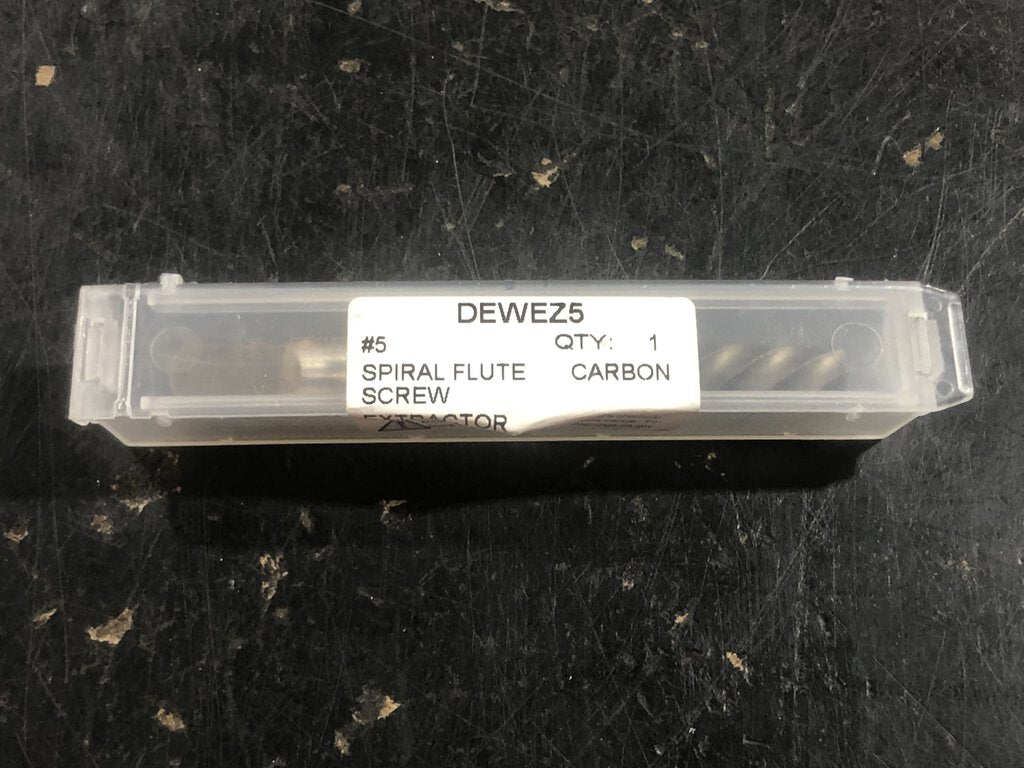 DEWEZ5
#5 QTY: 1
SPIRAL FLUTE CARBON
SCREW
EXTRACTOR